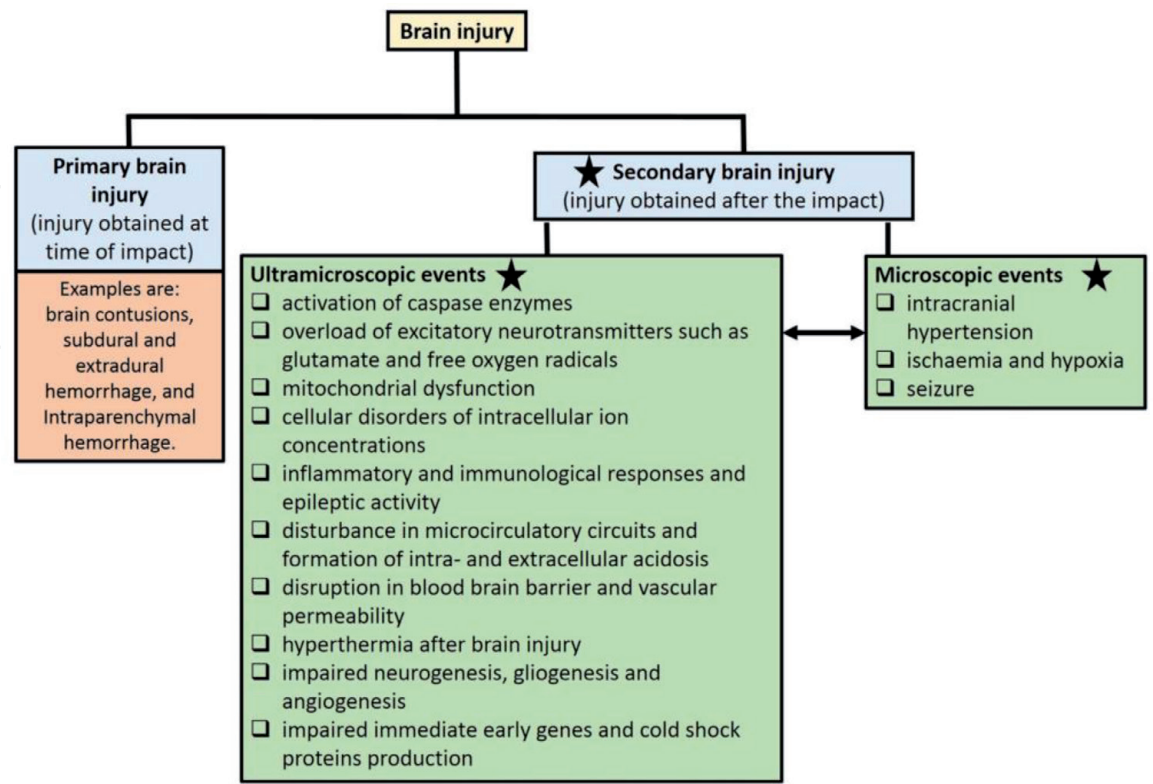 Brain injury
Primary brain
injury
(injury obtained at
time of impact)
Examples are:
brain contusions,
subdural and
extradural
hemorrhage, and
Intraparenchymal
hemorrhage.
Secondary brain injury
(injury obtained after the impact)
Ultramicroscopic events
activation of caspase enzymes
overload of excitatory neurotransmitters such as
glutamate and free oxygen radicals
mitochondrial dysfunction
cellular disorders of intracellular ion
concentrations
inflammatory and immunological responses and
epileptic activity
disturbance in microcirculatory circuits and
formation of intra- and extracellular acidosis
disruption in blood brain barrier and vascular
permeability
hyperthermia after brain injury
impaired neurogenesis, gliogenesis and
angiogenesis
impaired immediate early genes and cold shock
proteins production
Microscopic events
intracranial
hypertension
ischaemia and hypoxia
seizure